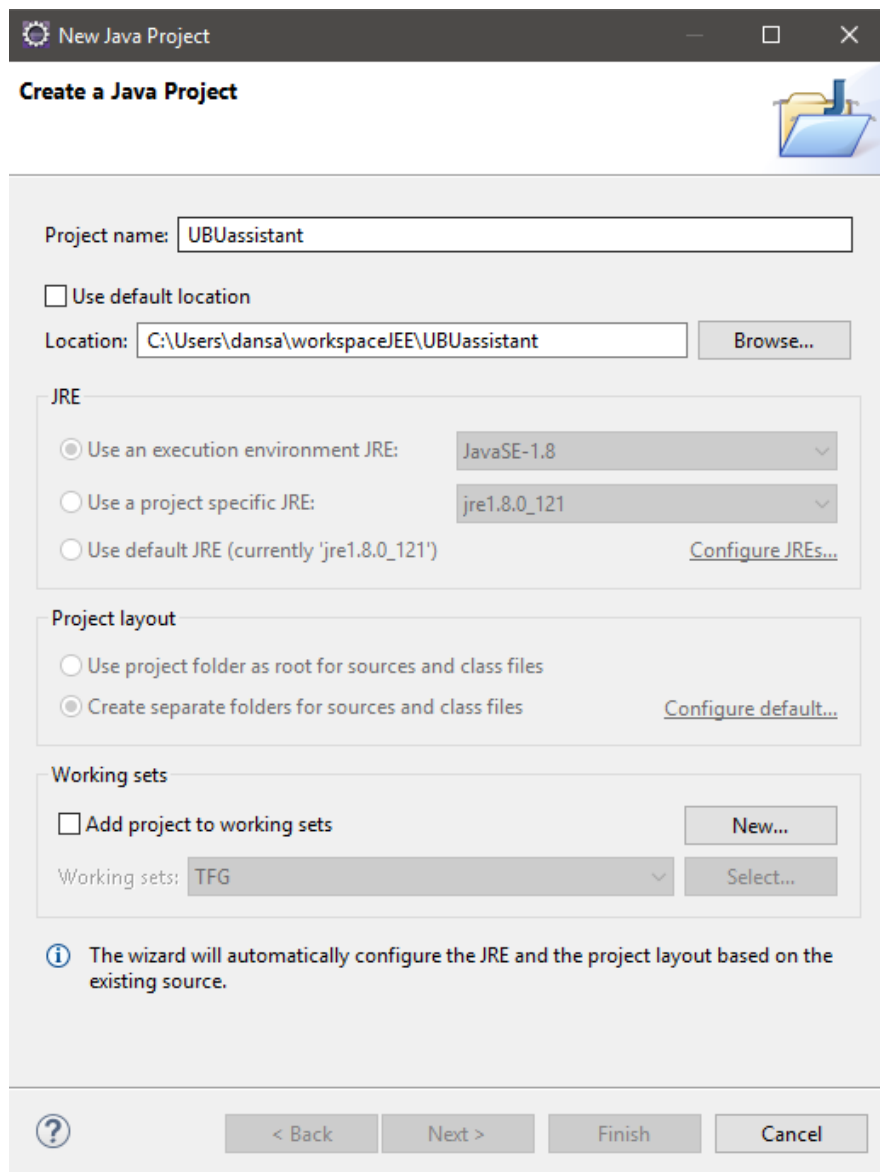 New Java Project
Create a Java Project
Project name: UBUassistant
Use default location
Location: C:\Users\dansa\workspaceJEE\UBUassistant Browse...
JRE
Use an execution environment JRE: JavaSE-1.8
Use a project specific JRE: jre1.8.0_121
Use default JRE (currently 'jre1.8.0_121') Configure JREs...
Project layout
Use project folder as root for sources and class files
Create separate folders for sources and class files Configure default...
Working sets
Add project to working sets New...
Working sets: TFG Select...
The wizard will automatically configure the JRE and the project layout based on the
existing source.
< Back Next > Finish Cancel